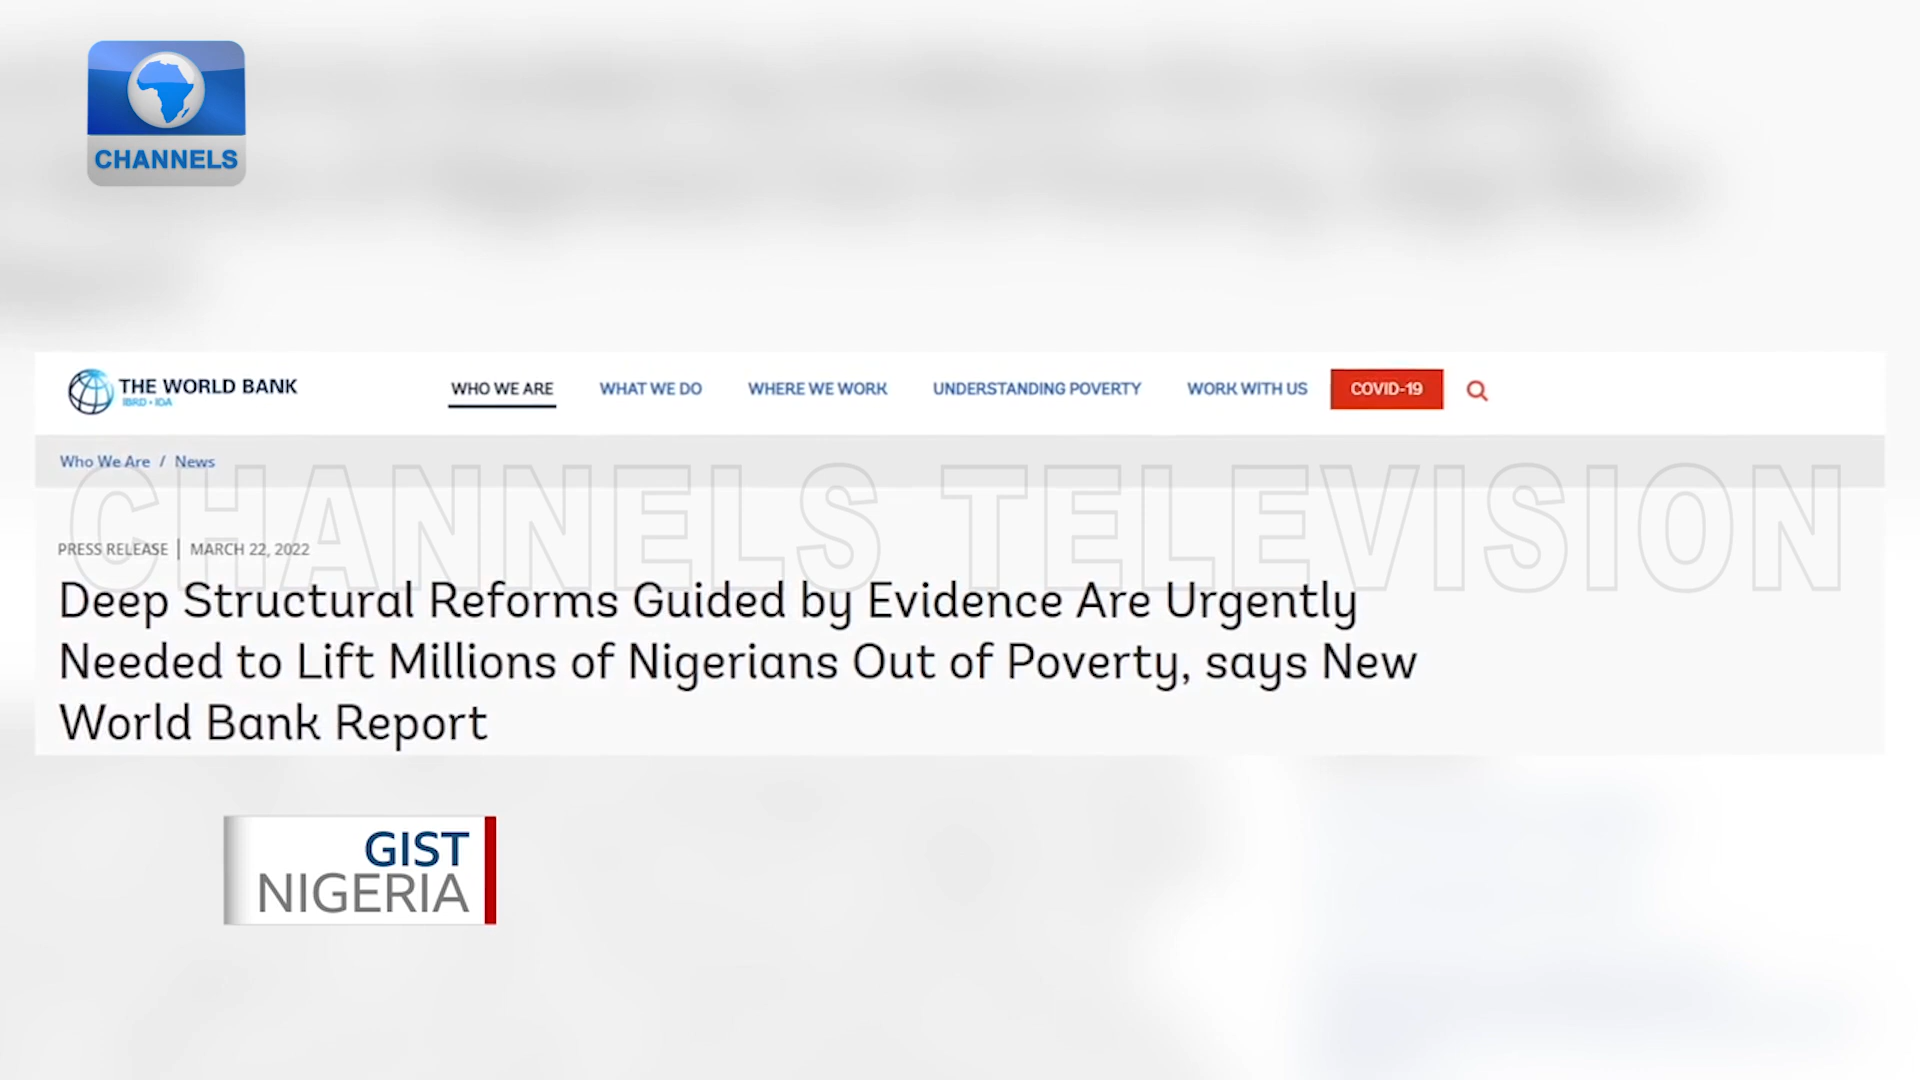 CHANNELS
THE WORLD BANK
IBRD • IDA
WHO WE ARE
WHAT WE DO
WHERE WE WORK
UNDERSTANDING POVERTY
WORK WITH US
COVID-19
Who We Are / News
CHANNELS TELEVISION
PRESS RELEASE | MARCH 22, 2022
Deep Structural Reforms Guided by Evidence Are Urgently
Needed to Lift Millions of Nigerians Out of Poverty, says New
World Bank Report
GIST
NIGERIA